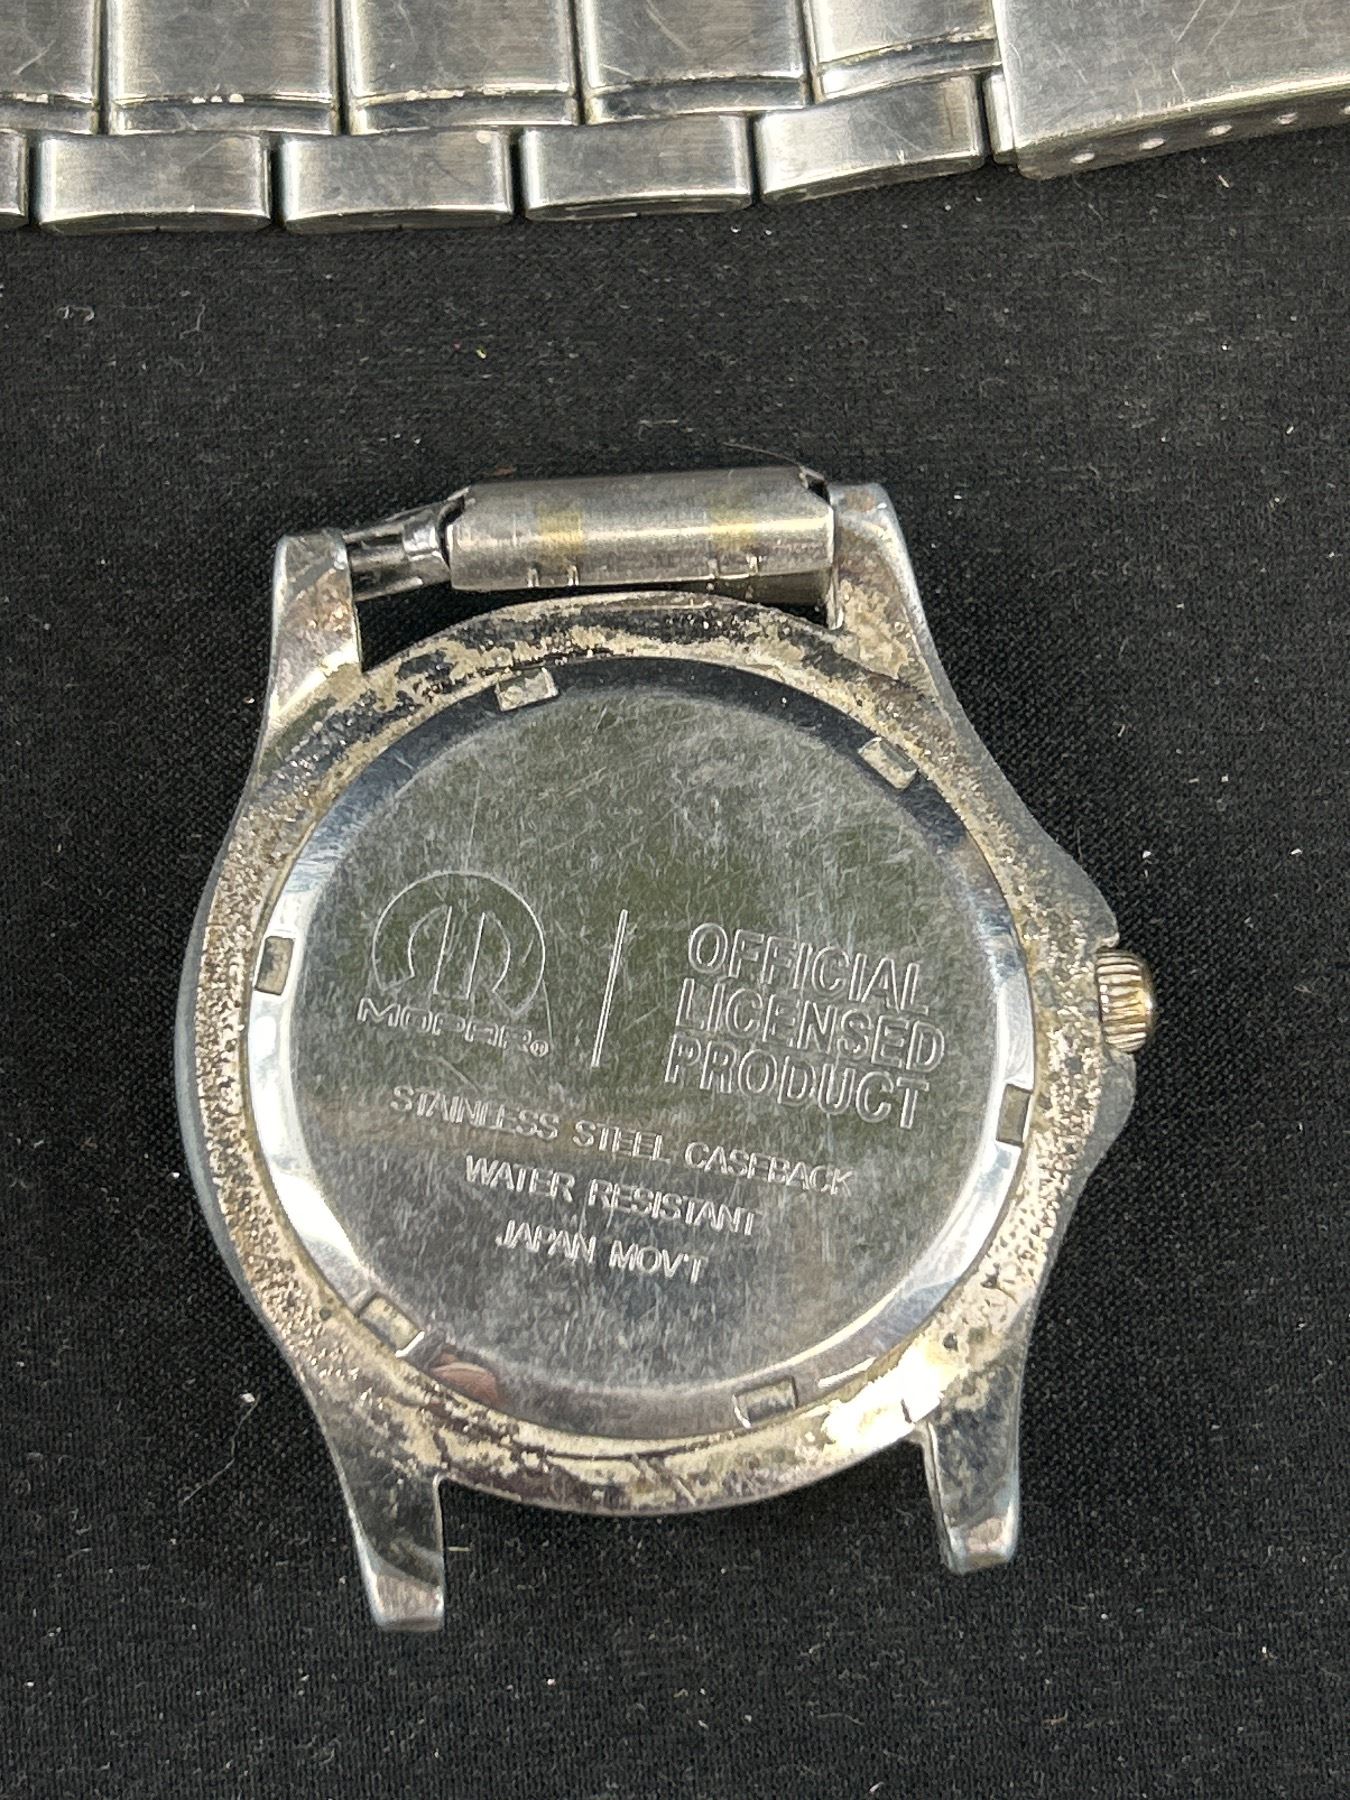 MOPAR®
OFFICIAL
LICENSED
PRODUCT
STAINLESS STEEL CASEBACK
WATER RESISTANT
JAPAN MOV'T